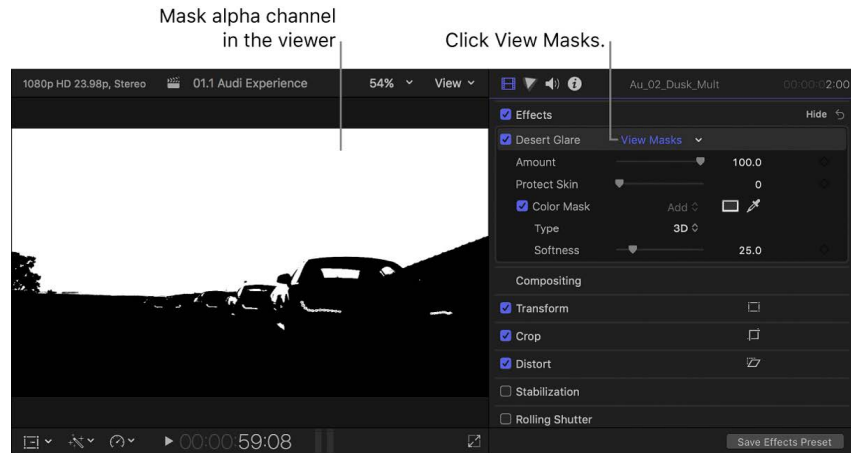 Mask alpha channel
in the viewer
Click View Masks.
1080p HD 23.98p, Stereo 01.1 Audi Experience 54% View
Au_02_Dusk_Mult 00:00:02:00
Effects Hide
Desert Glare View Masks
Amount 100.0
Protect Skin 0
Color Mask Add
Type 3D
Softness 25.0
Compositing
Transform
Crop
Distort
Stabilization
Rolling Shutter
00:00:59:08
Save Effects Preset